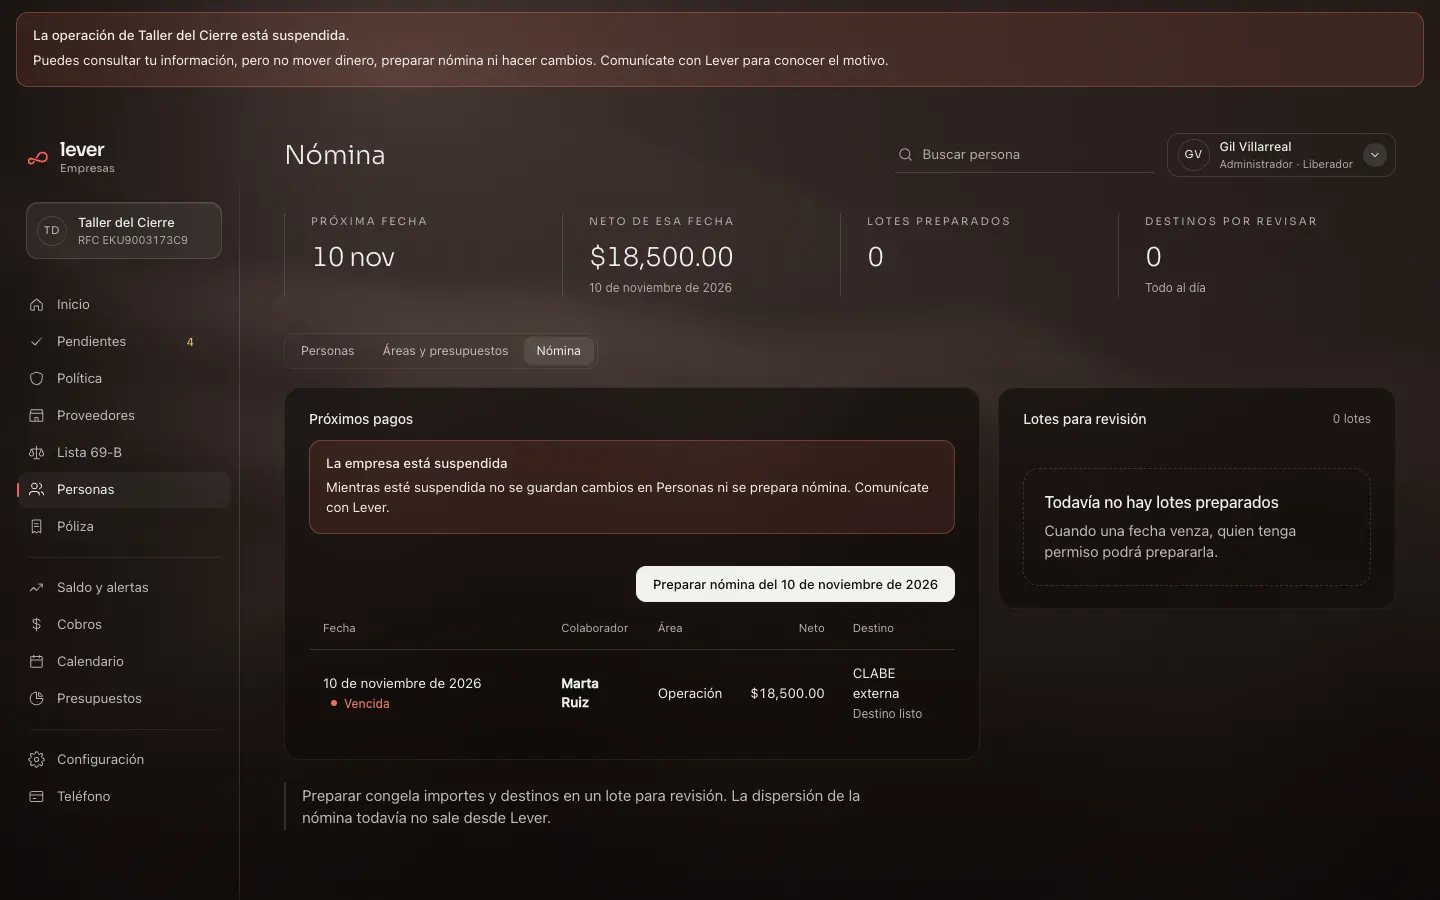 La operación de Taller del Cierre está suspendida.
Puedes consultar tu información, pero no mover dinero, preparar nómina ni hacer cambios. Comunícate con Lever para conocer el motivo.
lever
Empresas
Nómina
Buscar persona
GV
Gil Villarreal
Administrador · Liberador
TD
Taller del Cierre
RFC EKU9003173C9
Inicio
Pendientes 4
Política
Proveedores
Lista 69-B
Personas
Póliza
Saldo y alertas
Cobros
Calendario
Presupuestos
Configuración
Teléfono
PRÓXIMA FECHA
10 nov
NETO DE ESA FECHA
$18,500.00
10 de noviembre de 2026
LOTES PREPARADOS
0
DESTINOS POR REVISAR
0
Todo al día
Personas Áreas y presupuestos Nómina
Próximos pagos
La empresa está suspendida
Mientras esté suspendida no se guardan cambios en Personas ni se prepara nómina. Comunícate
con Lever.
Preparar nómina del 10 de noviembre de 2026
Fecha Colaborador Área Neto Destino
10 de noviembre de 2026
Vencida
Marta
Ruiz
Operación
$18,500.00
CLABE
externa
Destino listo
Lotes para revisión 0 lotes
Todavía no hay lotes preparados
Cuando una fecha venza, quien tenga
permiso podrá prepararla.
Preparar congela importes y destinos en un lote para revisión. La dispersión de la
nómina todavía no sale desde Lever.